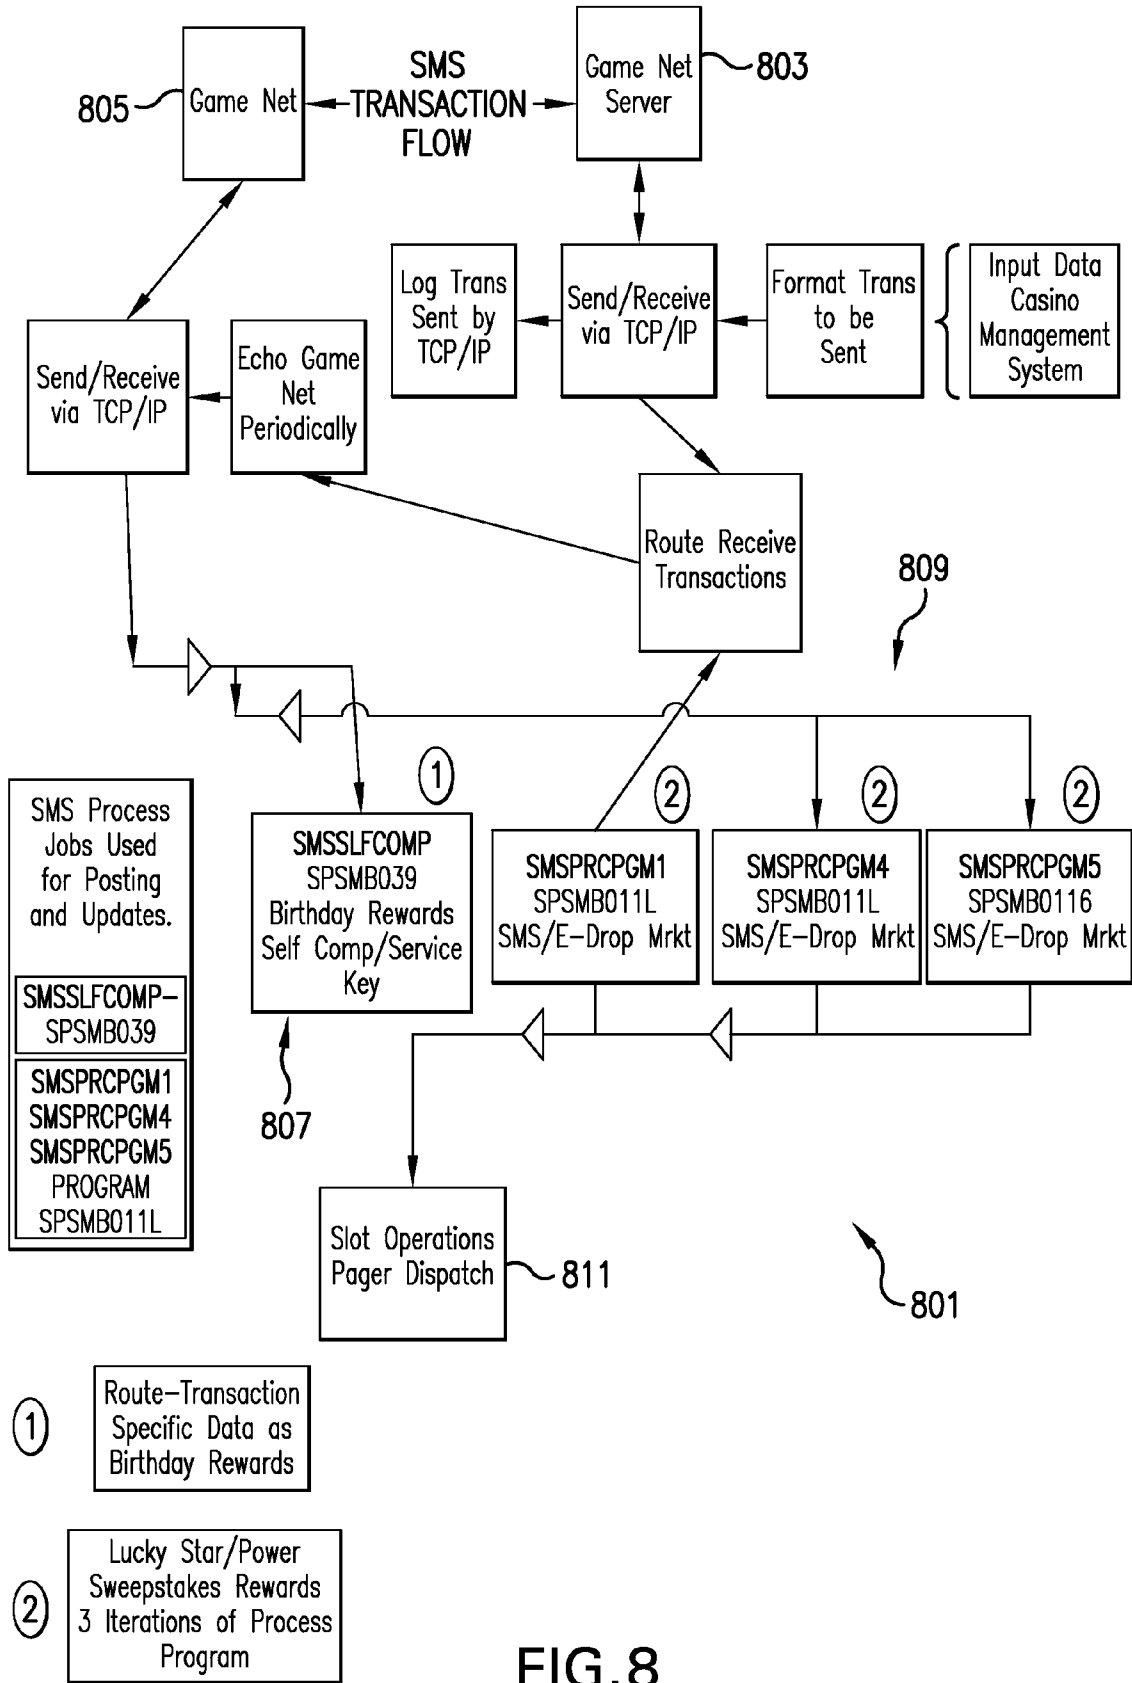 805
Game Net
SMS
TRANSACTION
FLOW
Game Net
Server
803
Log Trans
Sent by
TCP/IP
Send/Receive
via TCP/IP
Format Trans
to be
Sent
Input Data
Casino
Management
System
Send/Receive
via TCP/IP
Echo Game
Net
Periodically
Route Receive
Transactions
809
1
2
2
2
SMS Process
Jobs Used
for Posting
and Updates.
SMSSLFCOMP-
SPSMB039
SMSPRCPGM1
SMSPRCPGM4
SMSPRCPGM5
PROGRAM
SPSMB011L
SMSSLFCOMP
SPSMB039
Birthday Rewards
Self Comp/Service
Key
SMSPRCPGM1
SPSMB011L
SMS/E-Drop Mrkt
SMSPRCPGM4
SPSMB011L
SMS/E-Drop Mrkt
SMSPRCPGM5
SPSMB0116
SMS/E-Drop Mrkt
807
Slot Operations
Pager Dispatch
811
801
1
Route-Transaction
Specific Data as
Birthday Rewards
2
Lucky Star/Power
Sweepstakes Rewards
3 Iterations of Process
Program
FIG.8